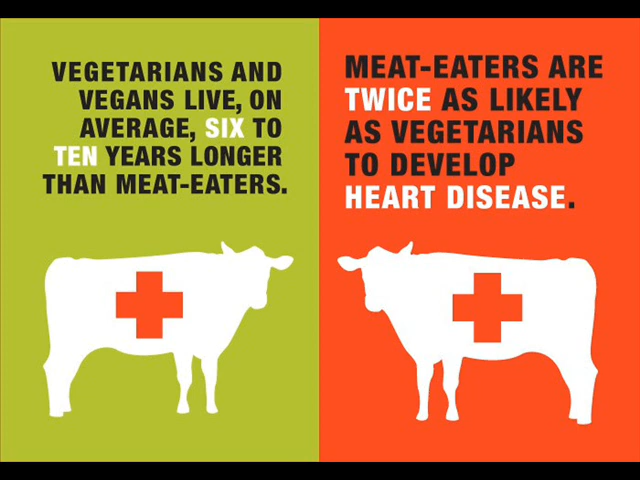 VEGETARIANS AND
VEGANS LIVE, ON
AVERAGE, SIX TO
TEN YEARS LONGER
THAN MEAT-EATERS.
MEAT-EATERS ARE
TWICE AS LIKELY
AS VEGETARIANS
TO DEVELOP
HEART DISEASE.